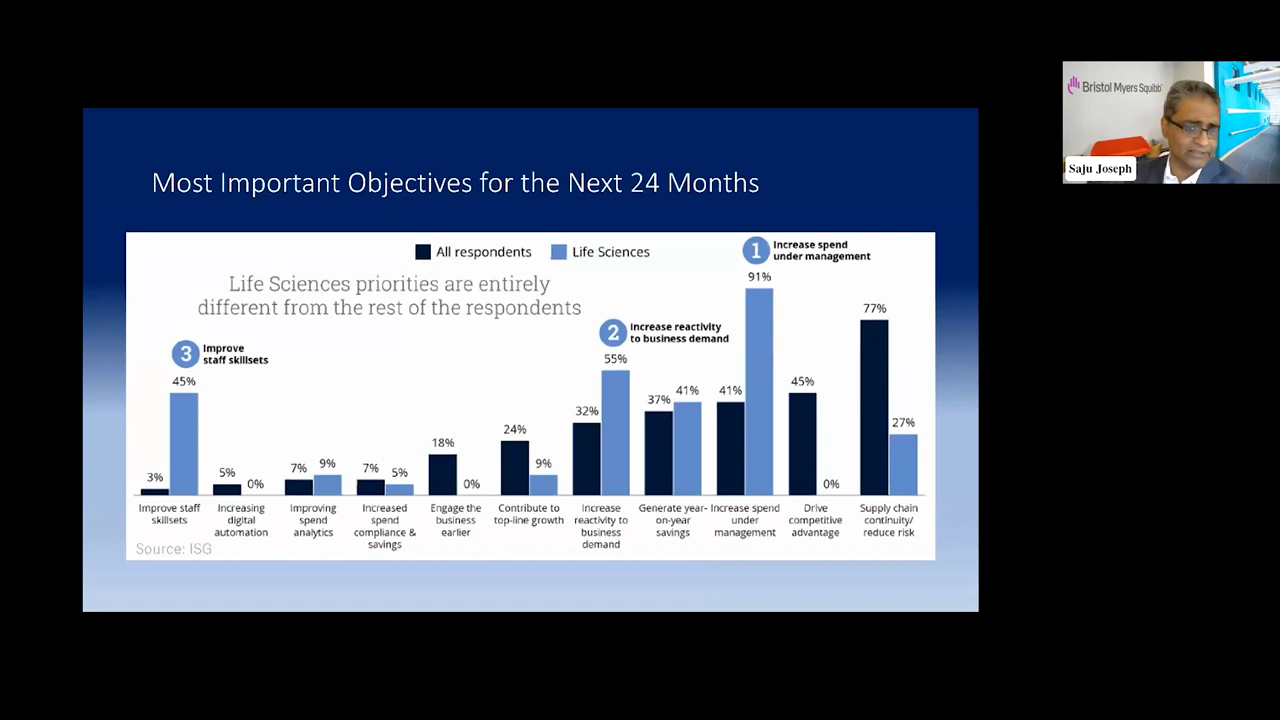 Bristol Myers Squibb
Saju Joseph
Most Important Objectives for the Next 24 Months
All respondents
Life Sciences
Life Sciences priorities are entirely
different from the rest of the respondents
1
Increase spend
under management
2
Increase reactivity
to business demand
3
Improve
staff skillsets
3%
45%
5%
0%
7%
9%
7%
5%
18%
0%
24%
9%
32%
55%
37%
41%
41%
91%
45%
0%
77%
27%
Improve staff
skillsets
Increasing
digital
automation
Improving
spend
analytics
Increased
spend
compliance &
savings
Engage the
business
earlier
Contribute to
top-line growth
Increase
reactivity to
business
demand
Generate year-
on-year
savings
Increase spend
under
management
Drive
competitive
advantage
Supply chain
continuity/
reduce risk
Source: ISG